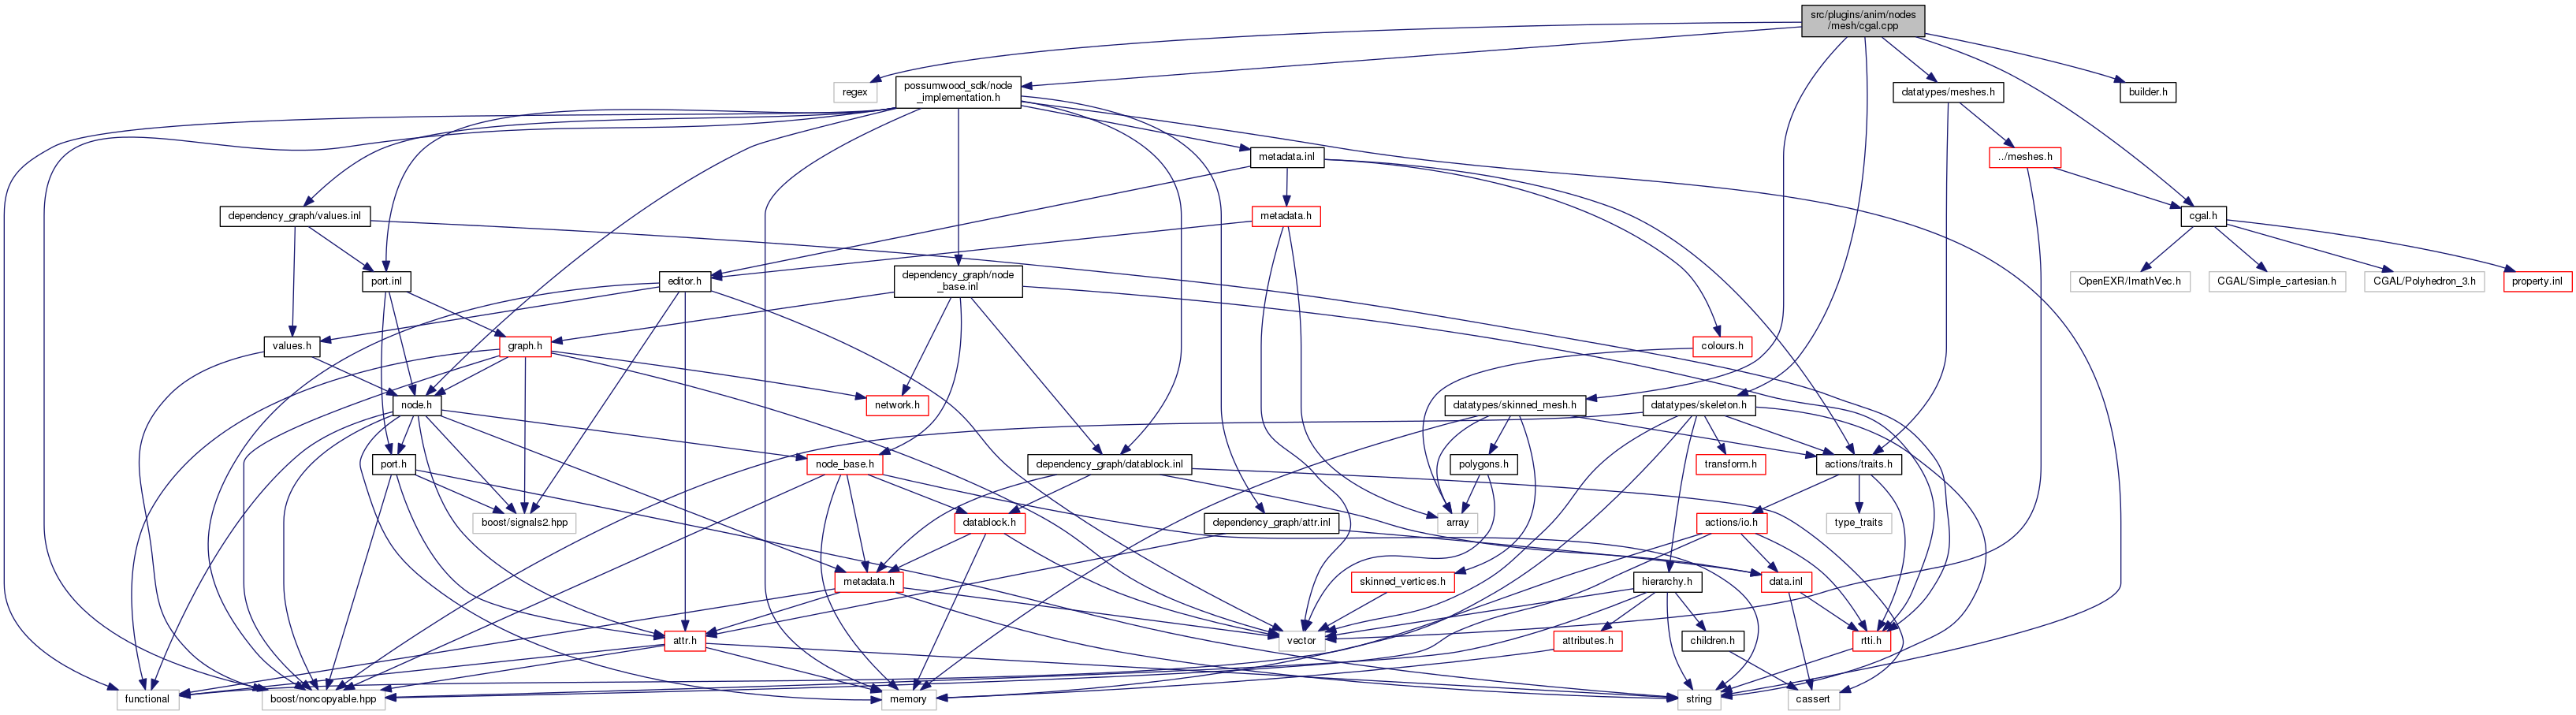 src/plugins/anim/nodes
/mesh/cgal.cpp
regex
possumwood_sdk/node
_implementation.h
datatypes/meshes.h
builder.h
metadata.inl
../meshes.h
dependency_graph/values.inl
metadata.h
cgal.h
port.inl
editor.h
dependency_graph/node
_base.inl
OpenEXR/ImathVec.h
CGAL/Simple_cartesian.h
CGAL/Polyhedron_3.h
property.inl
values.h
graph.h
colours.h
node.h
network.h
datatypes/skinned_mesh.h
datatypes/skeleton.h
port.h
node_base.h
dependency_graph/datablock.inl
polygons.h
transform.h
actions/traits.h
boost/signals2.hpp
datablock.h
dependency_graph/attr.inl
array
actions/io.h
type_traits
metadata.h
skinned_vertices.h
hierarchy.h
data.inl
attr.h
vector
attributes.h
children.h
rtti.h
functional
boost/noncopyable.hpp
memory
string
cassert